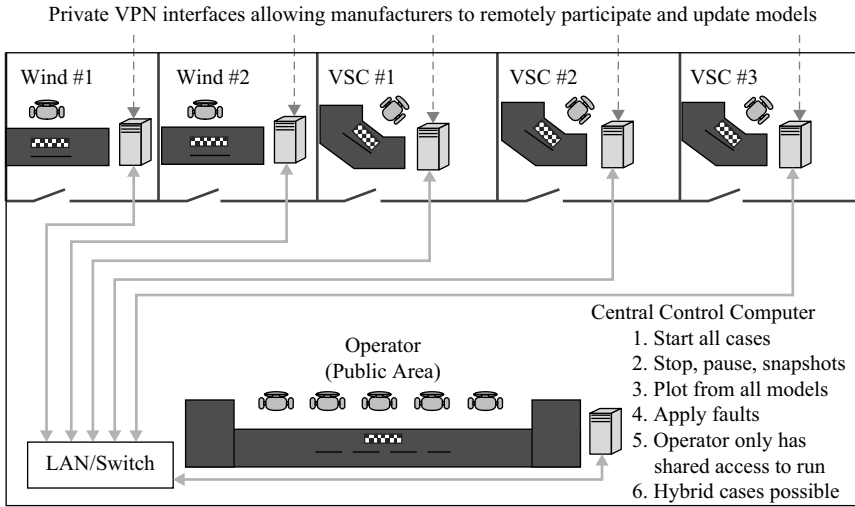 Private VPN interfaces allowing manufacturers to remotely participate and update models
Wind #1
Wind #2
VSC #1
VSC #2
VSC #3
Central Control Computer
1. Start all cases
2. Stop, pause, snapshots
3. Plot from all models
4. Apply faults
5. Operator only has
shared access to run
6. Hybrid cases possible
Operator
(Public Area)
LAN/Switch